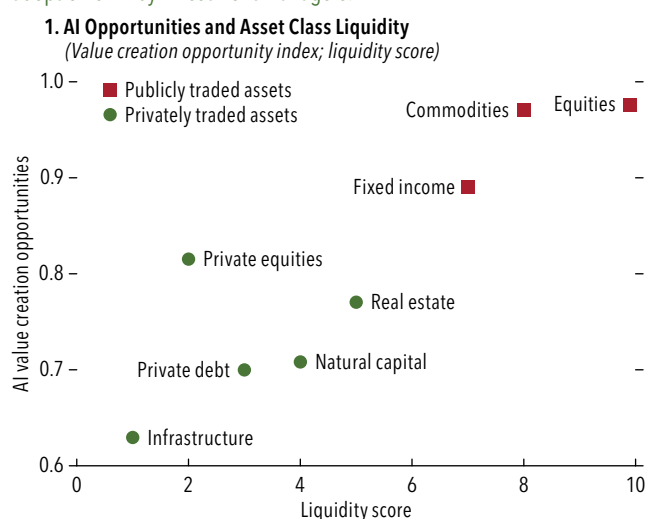 1. AI Opportunities and Asset Class Liquidity
(Value creation opportunity index; liquidity score)
1.0
Publicly traded assets
Privately traded assets
Commodities
Equities
0.9
Fixed income
Private equities
0.8
Real estate
AI value creation opportunities
0.7
Private debt
Natural capital
Infrastructure
0.6
0 2 4 6 8 10
Liquidity score